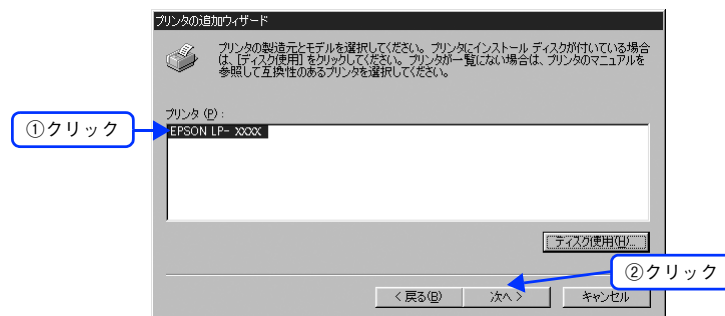 プリンタの追加ウィザード
プリンタの製造元とモデルを選択してください。プリンタにインストール ディスクが付いている場合
は、[ディスク使用] をクリックしてください。プリンタが一覧にない場合は、プリンタのマニュアルを
参照して互換性のあるプリンタを選択してください。
プリンタ (P) :
①クリック
EPSON LP- XXXX
ディスク使用(H)...
②クリック
< 戻る(B)
次へ >
キャンセル